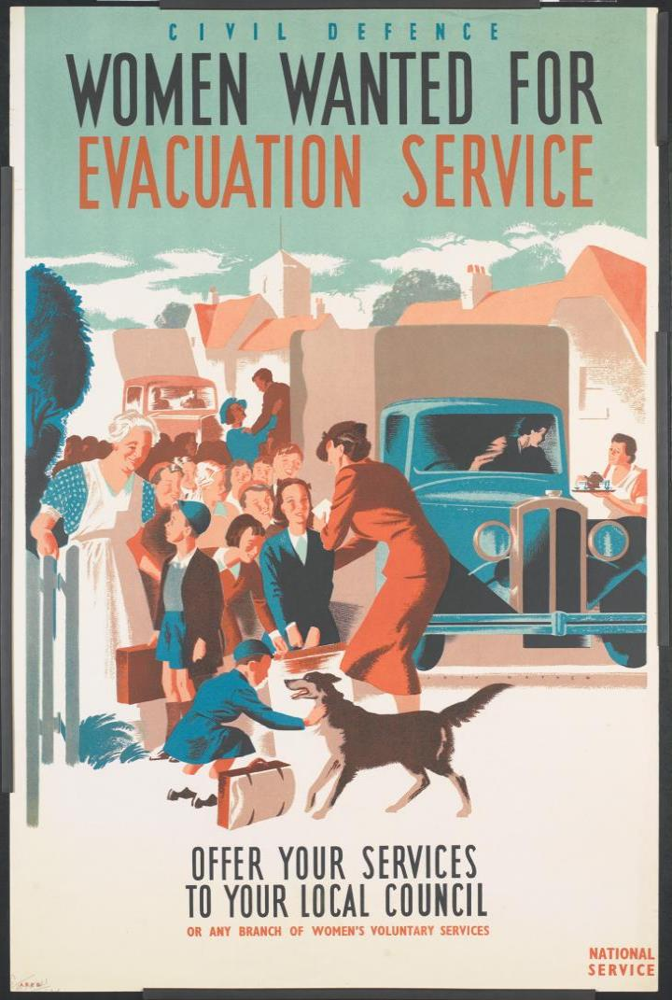 CIVIL DEFENCE
WOMEN WANTED FOR
EVACUATION SERVICE
OFFER YOUR SERVICES
TO YOUR LOCAL COUNCIL
OR ANY BRANCH OF WOMEN'S VOLUNTARY SERVICES
NATIONAL
SERVICE